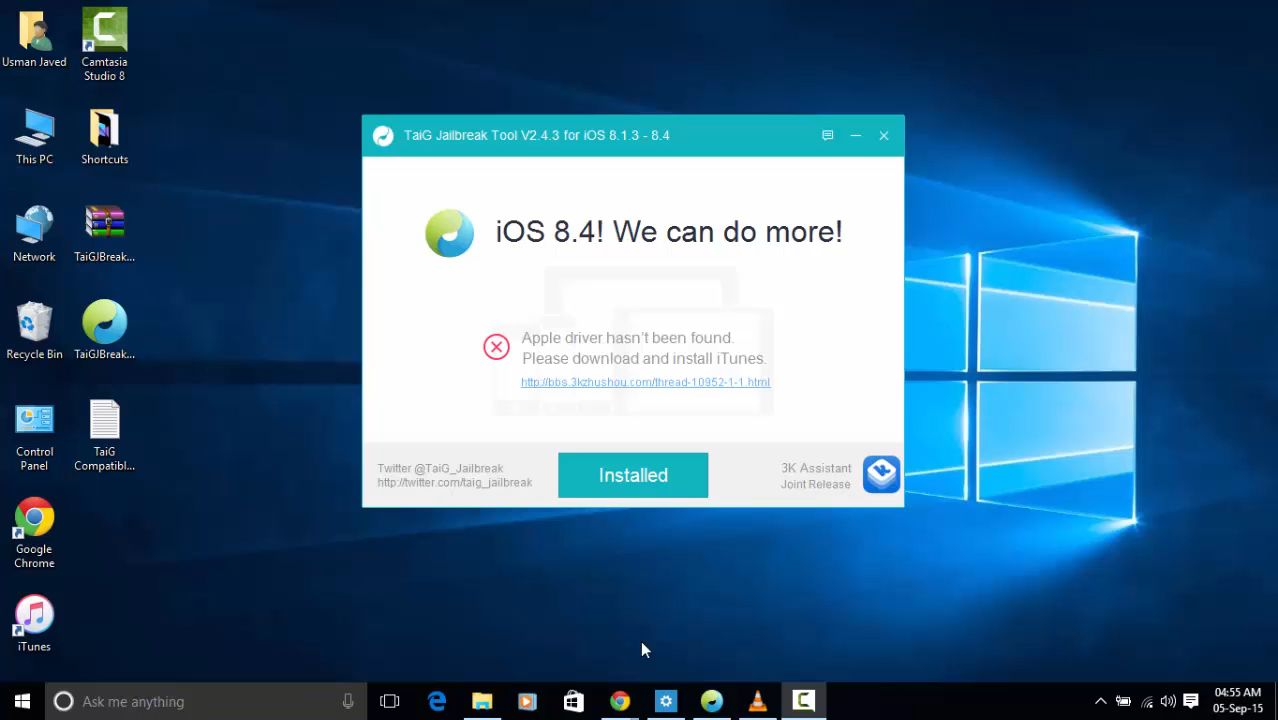 Usman Javed
Camtasia
Studio 8
This PC
Shortcuts
Network
TaiGJBreak...
Recycle Bin
TaiGJBreak...
Control
Panel
TaiG
Compatibl...
Google
Chrome
iTunes
TaiG Jailbreak Tool V2.4.3 for iOS 8.1.3 - 8.4
iOS 8.4! We can do more!
Apple driver hasn't been found.
Please download and install iTunes.
http://bbs.3kzhushou.com/thread-10952-1-1.html
Twitter @TaiG_Jailbreak
http://twitter.com/taig_jailbreak
Installed
3K Assistant
Joint Release
Ask me anything
04:55 AM
05-Sep-15